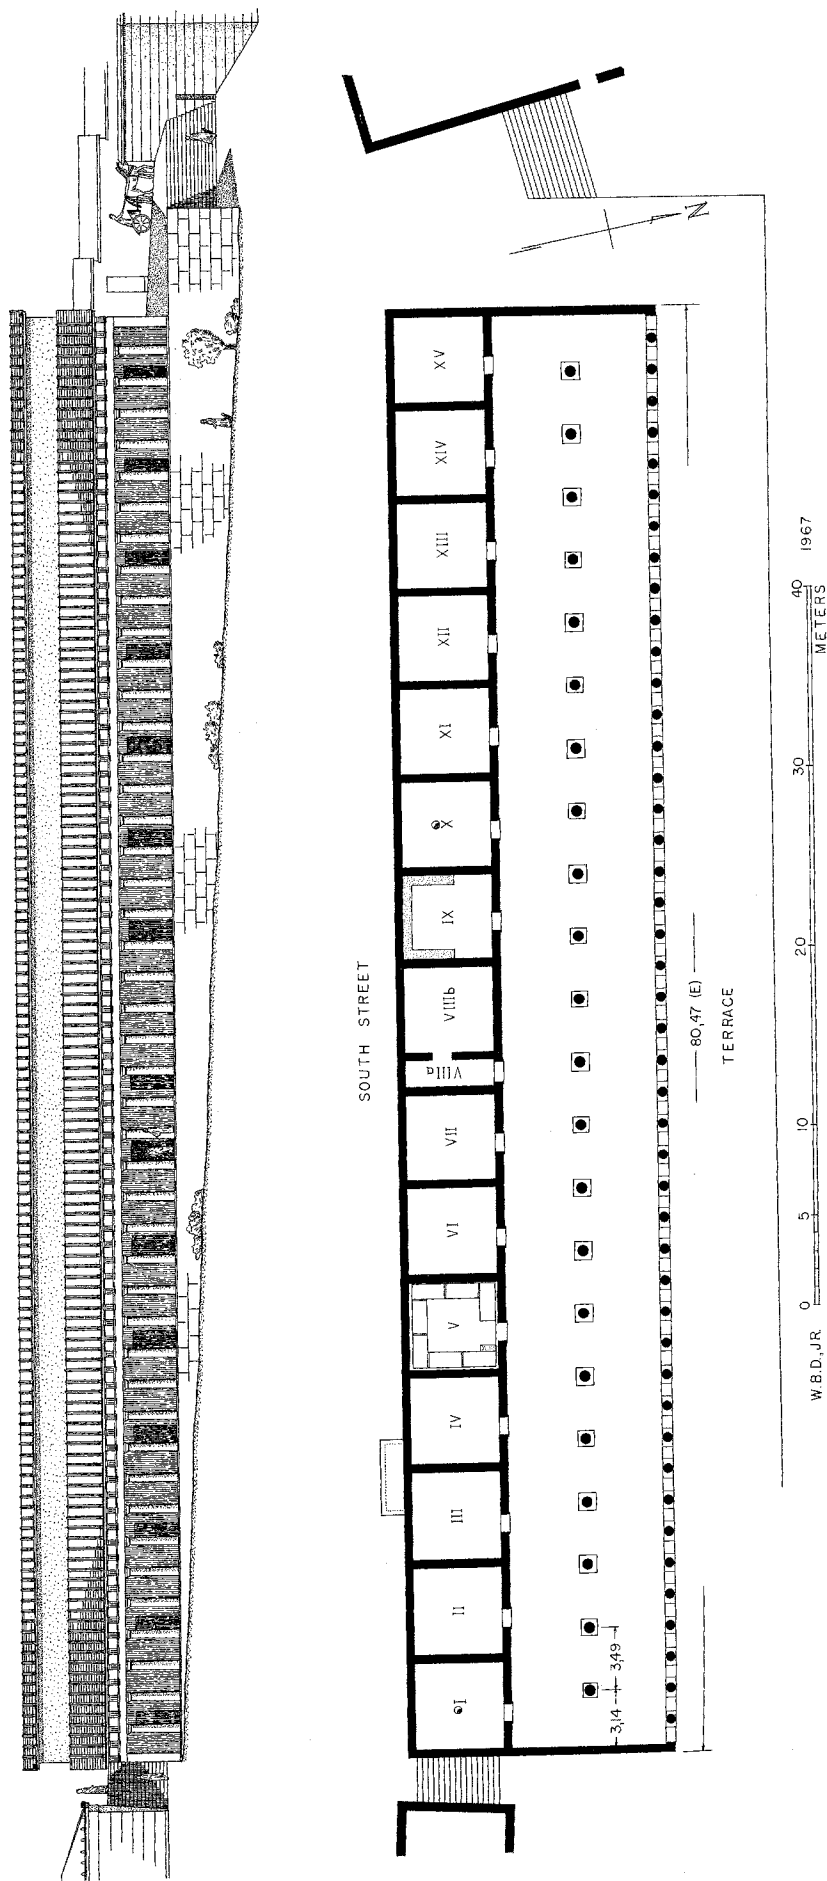 SOUTH STREET
I
II
III
IV
V
VI
VII
VIIIa
VIIIb
IX
X
XI
XII
XIII
XIV
XV
N
3,14
3,49
80,47 (E)
TERRACE
W.B.D.,JR.
0
5
10
20
30
40
METERS
1967